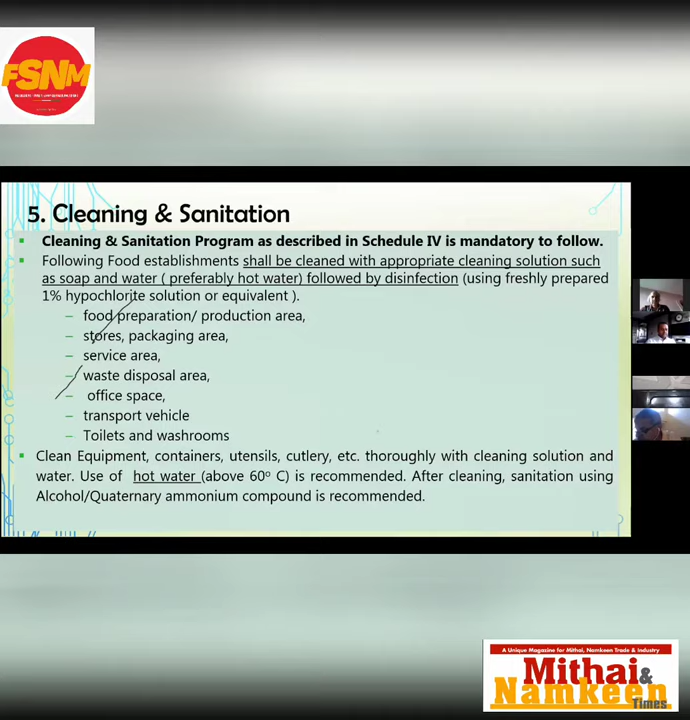 FSNM
5. Cleaning & Sanitation
▪ Cleaning & Sanitation Program as described in Schedule IV is mandatory to follow.
▪ Following Food establishments shall be cleaned with appropriate cleaning solution such
as soap and water ( preferably hot water) followed by disinfection (using freshly prepared
1% hypochlorite solution or equivalent ).
– food preparation/ production area,
– stores, packaging area,
– service area,
– waste disposal area,
– office space,
– transport vehicle
– Toilets and washrooms
▪ Clean Equipment, containers, utensils, cutlery, etc. thoroughly with cleaning solution and
water. Use of hot water (above 60⁰ C) is recommended. After cleaning, sanitation using
Alcohol/Quaternary ammonium compound is recommended.
A Unique Magazine for Mithai, Namkeen Trade & Industry
Mithai &
Namkeen
Times